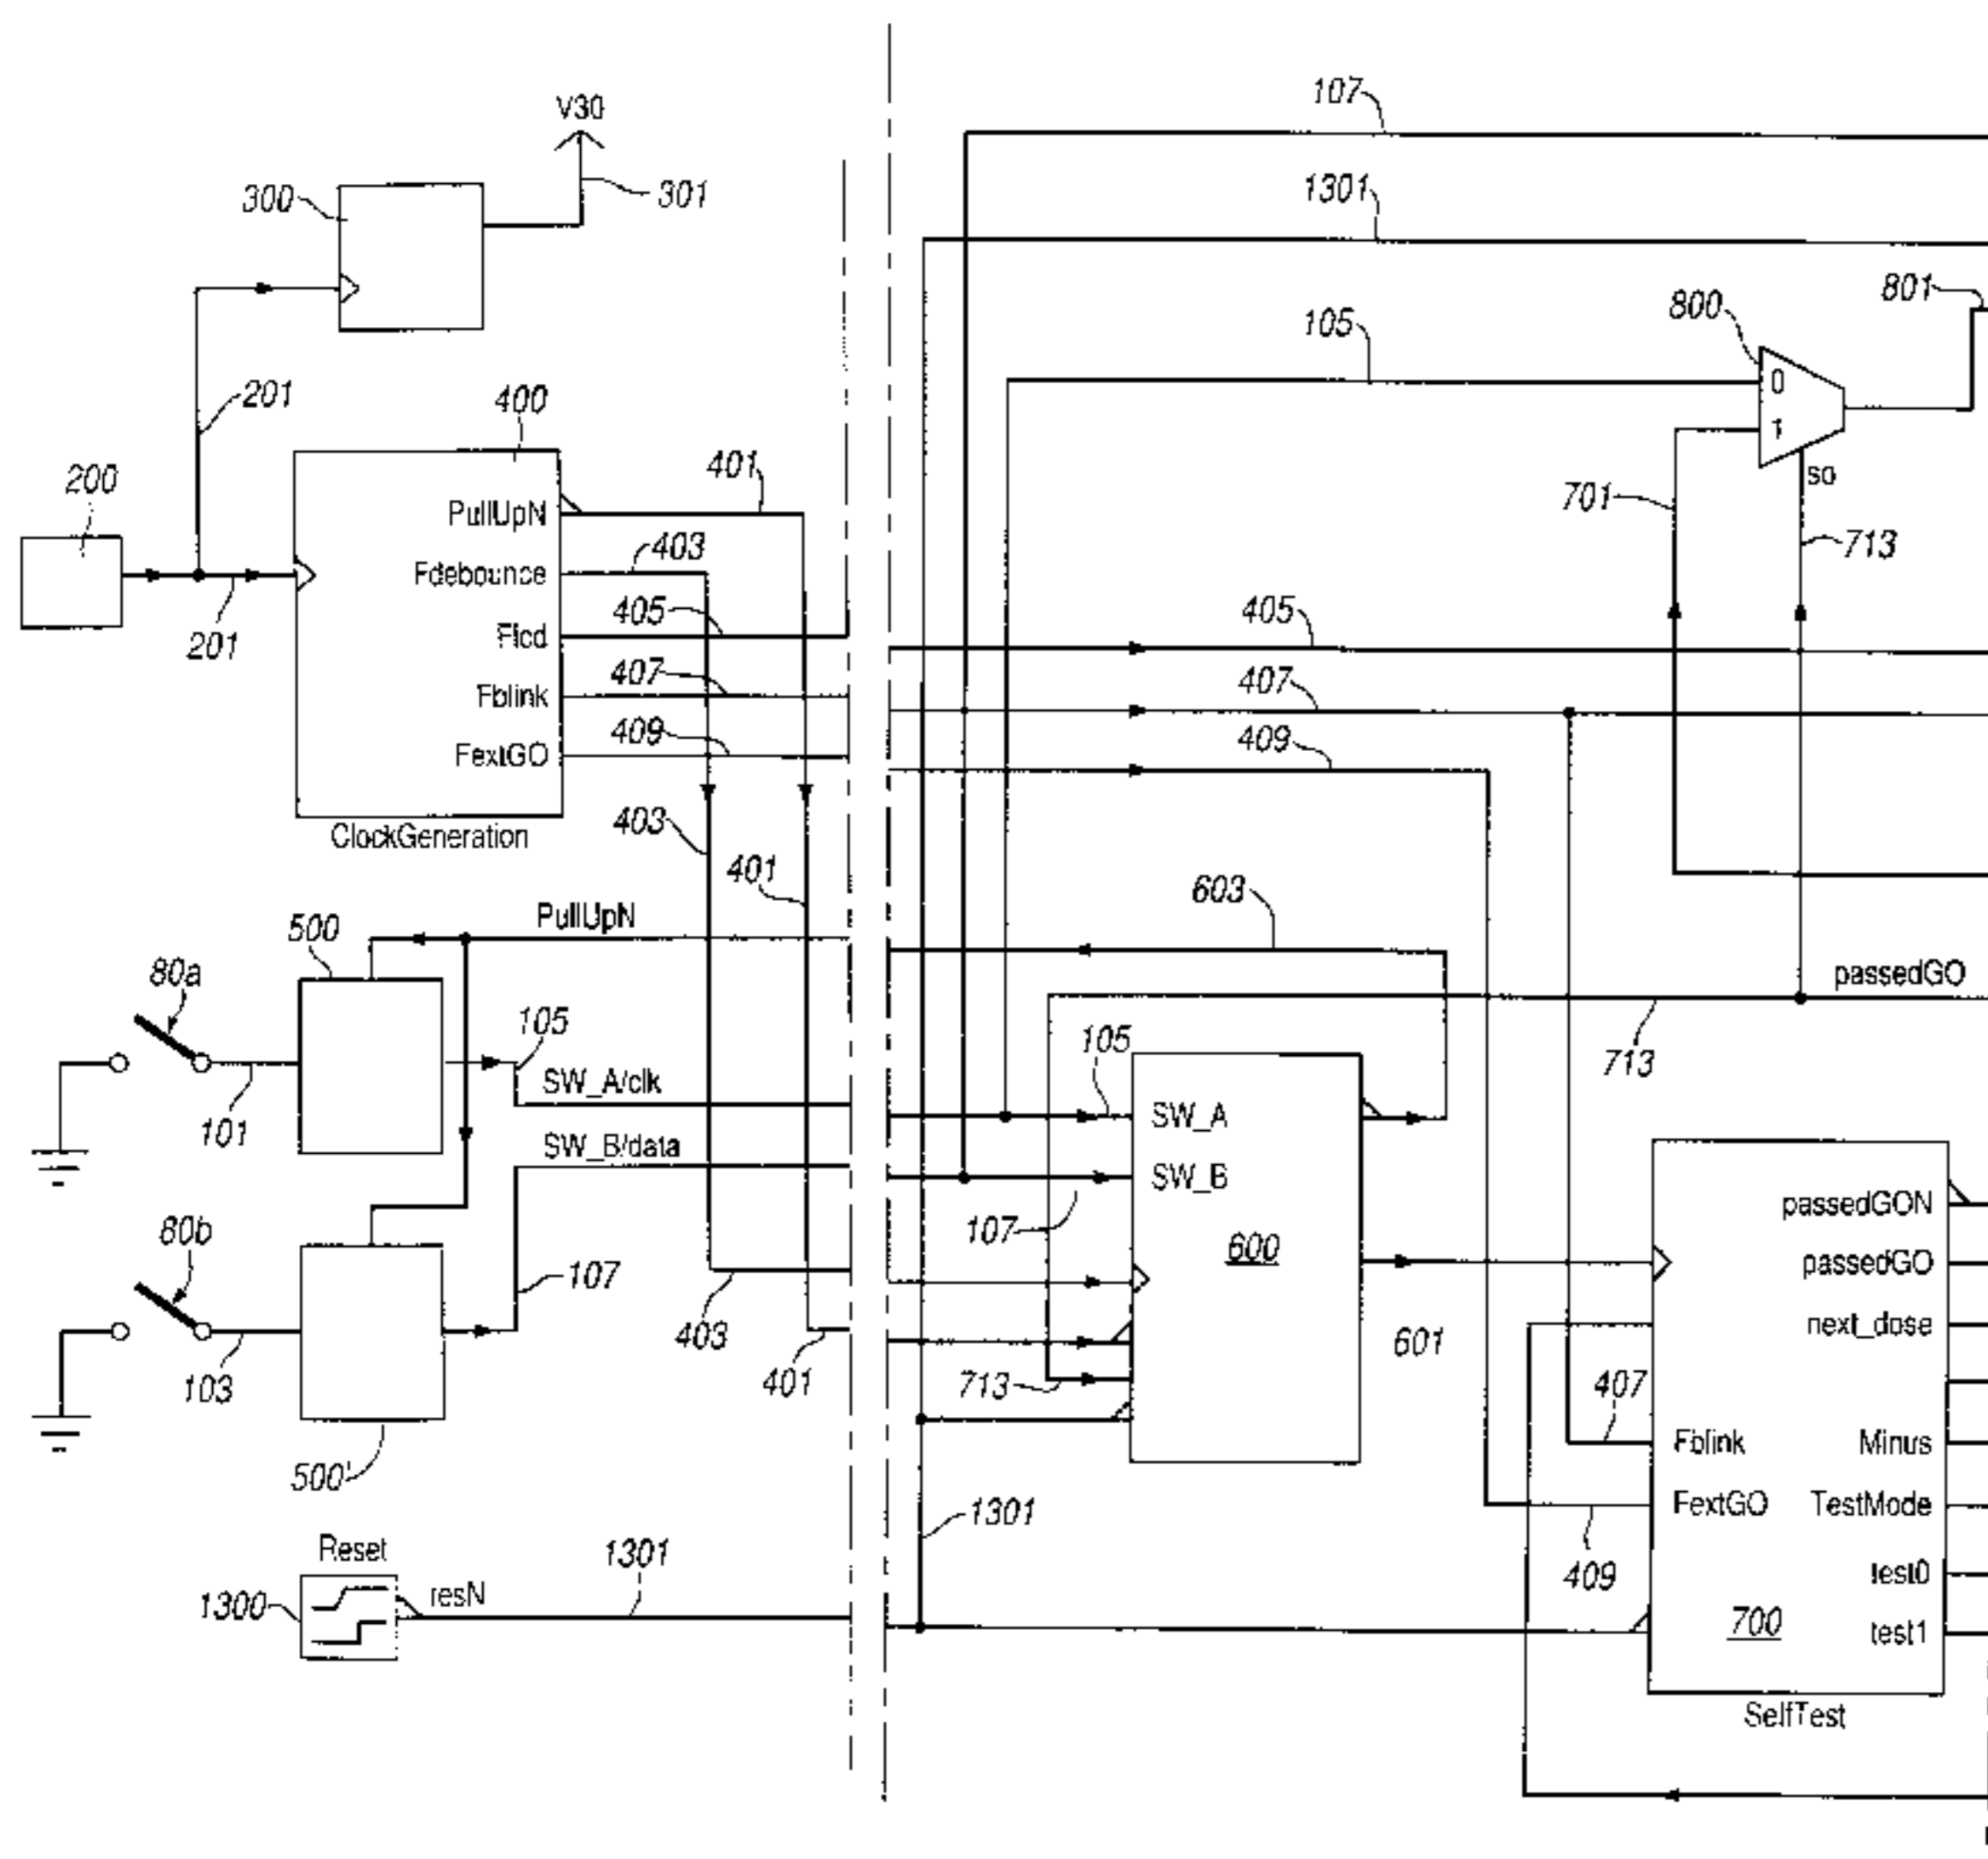 V30
300
301
201
400
200
PullUpN
401
Fdebounce
403
201
Flcd
405
Fblink
407
FextGO
409
ClockGeneration
403
401
PullUpN
500
80a
105
SW_A/clk
101
SW_B/data
80b
107
103
403
401
500'
Reset
1300
resN
1301
107
1301
105
800
801
0
1
so
701
713
405
407
409
603
passedGO
713
105
SW_A
SW_B
107
600
713
601
1301
passedGON
passedGO
next_dose
407
Fblink
Minus
FextGO
TestMode
409
test0
700
test1
SelfTest